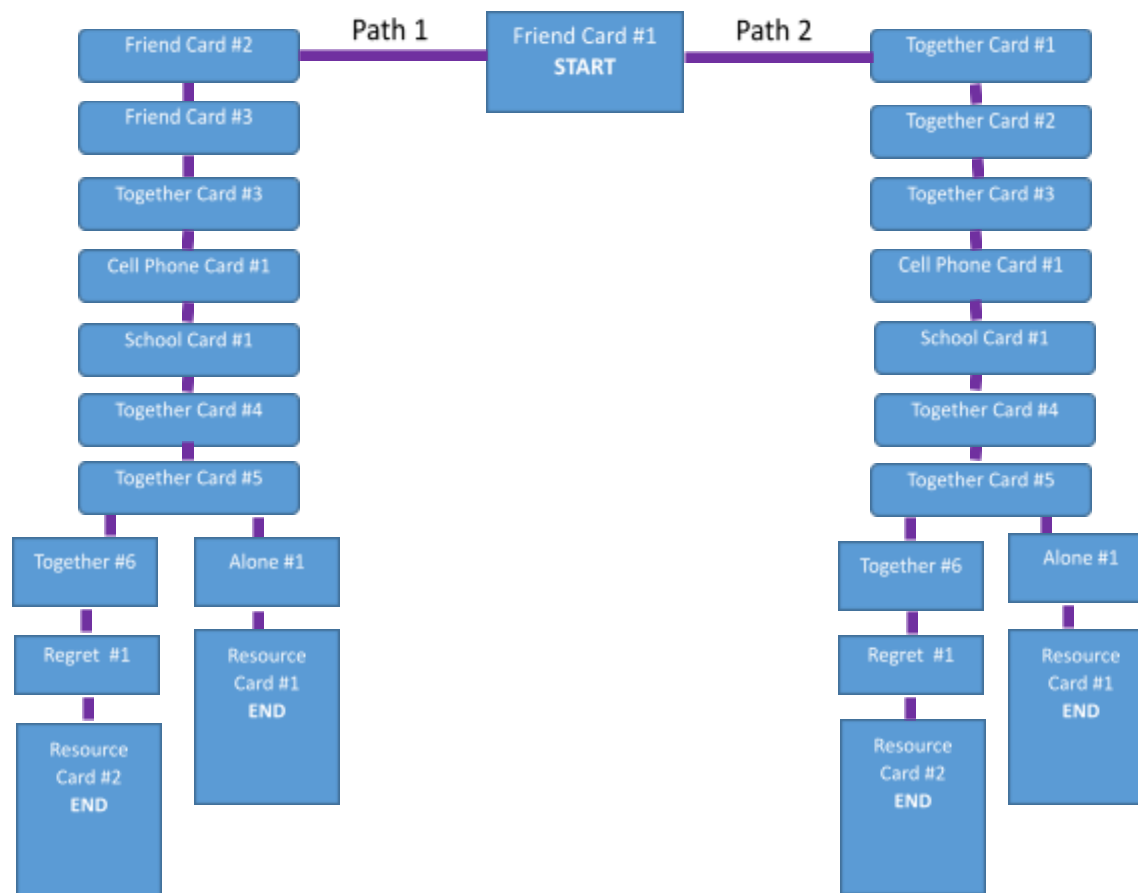 Path 1
Friend Card #1
START
Path 2
Friend Card #2
Friend Card #3
Together Card #3
Cell Phone Card #1
School Card #1
Together Card #4
Together Card #5
Together #6
Alone #1
Regret #1
Resource
Card #1
END
Resource
Card #2
END
Together Card #1
Together Card #2
Together Card #3
Cell Phone Card #1
School Card #1
Together Card #4
Together Card #5
Together #6
Alone #1
Regret #1
Resource
Card #1
END
Resource
Card #2
END